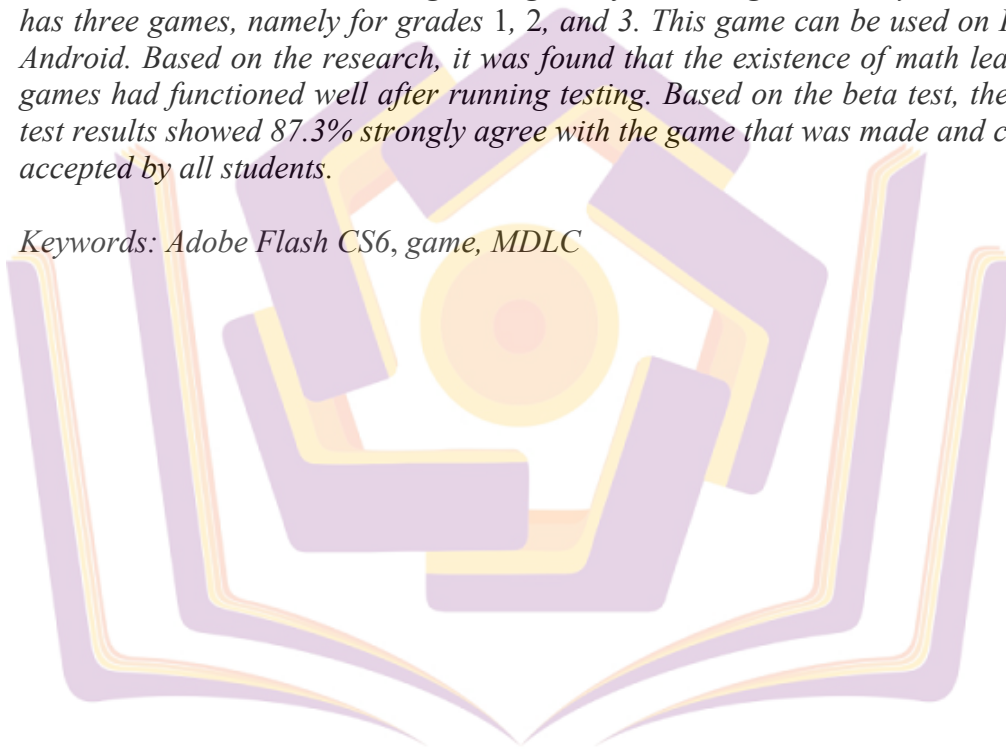 has three games, namely for grades 1, 2, and 3. This game can be used on
Android. Based on the research, it was found that the existence of math
games had functioned well after running testing. Based on the beta test, the
test results showed 87.3% strongly agree with the game that was made and
accepted by all students.
Keywords: Adobe Flash CS6, game, MDLC